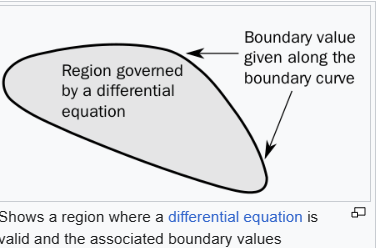 Boundary value
given along the
boundary curve
Region governed
by a differential
equation
Shows a region where a differential equation is
valid and the associated boundary values